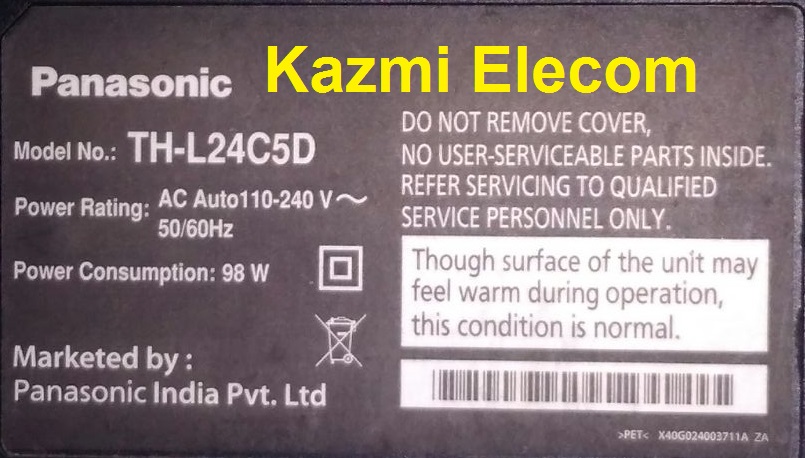 Kazmi Elecom
Panasonic
Model No.: TH-L24C5D
Power Rating: AC Auto110-240 V～
50/60Hz
Power Consumption: 98 W
Marketed by :
Panasonic India Pvt. Ltd
DO NOT REMOVE COVER,
NO USER-SERVICEABLE PARTS INSIDE.
REFER SERVICING TO QUALIFIED
SERVICE PERSONNEL ONLY.
Though surface of the unit may
feel warm during operation,
this condition is normal.
>PET< X40G024003711A ZA